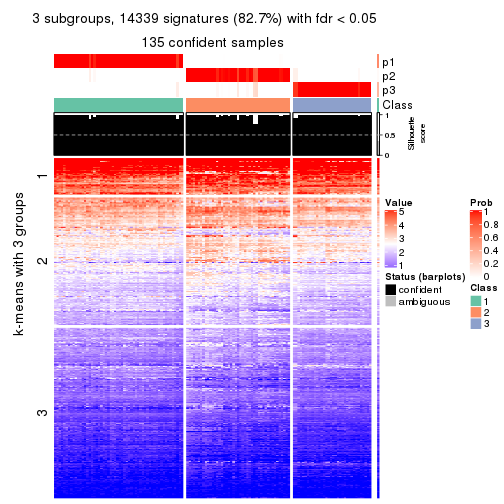 3 subgroups, 14339 signatures (82.7%) with fdr < 0.05
135 confident samples
p1
p2
p3
Class
1
0.5
0
Silhouette
score
k-means with 3 groups
1
2
3
Value
5
4
3
2
1
Status (barplots)
confident
ambiguous
Prob
1
0.8
0.6
0.4
0.2
0
Class
1
2
3